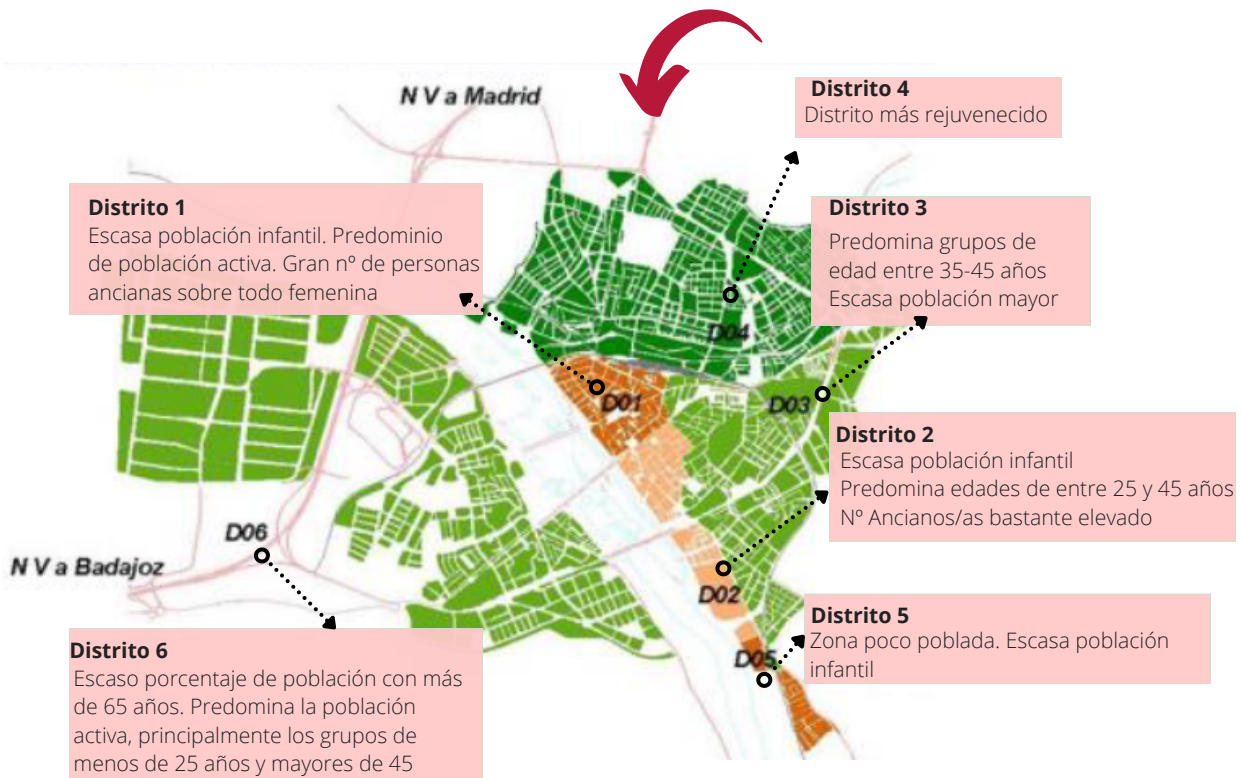 N V a Madrid
Distrito 4
Distrito más rejuvenecido
Distrito 1
Escasa población infantil. Predominio
de población activa. Gran nº de personas
ancianas sobre todo femenina
Distrito 3
Predomina grupos de
edad entre 35-45 años
Escasa población mayor
D04
D01
D03
Distrito 2
Escasa población infantil
Predomina edades de entre 25 y 45 años
Nº Ancianos/as bastante elevado
D06
N V a Badajoz
D02
Distrito 5
Zona poco poblada. Escasa población
infantil
D05
Distrito 6
Escaso porcentaje de población con más
de 65 años. Predomina la población
activa, principalmente los grupos de
menos de 25 años y mayores de 45